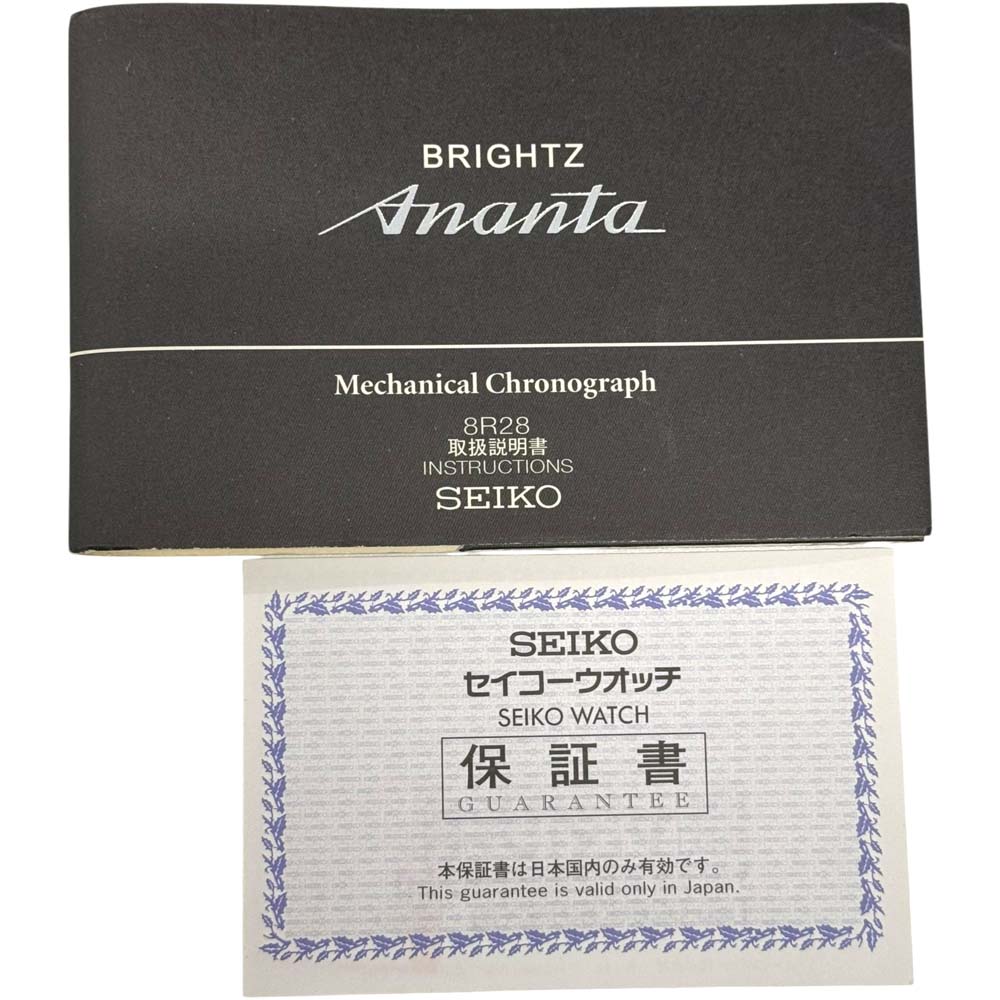 BRIGHTZ
Ananta
Mechanical Chronograph
8R28
取扱説明書
INSTRUCTIONS
SEIKO
SEIKO
セイコーウオッチ
SEIKO WATCH
保証書
GUARANTEE
本保証書は日本国内のみ有効です。
This guarantee is valid only in Japan.